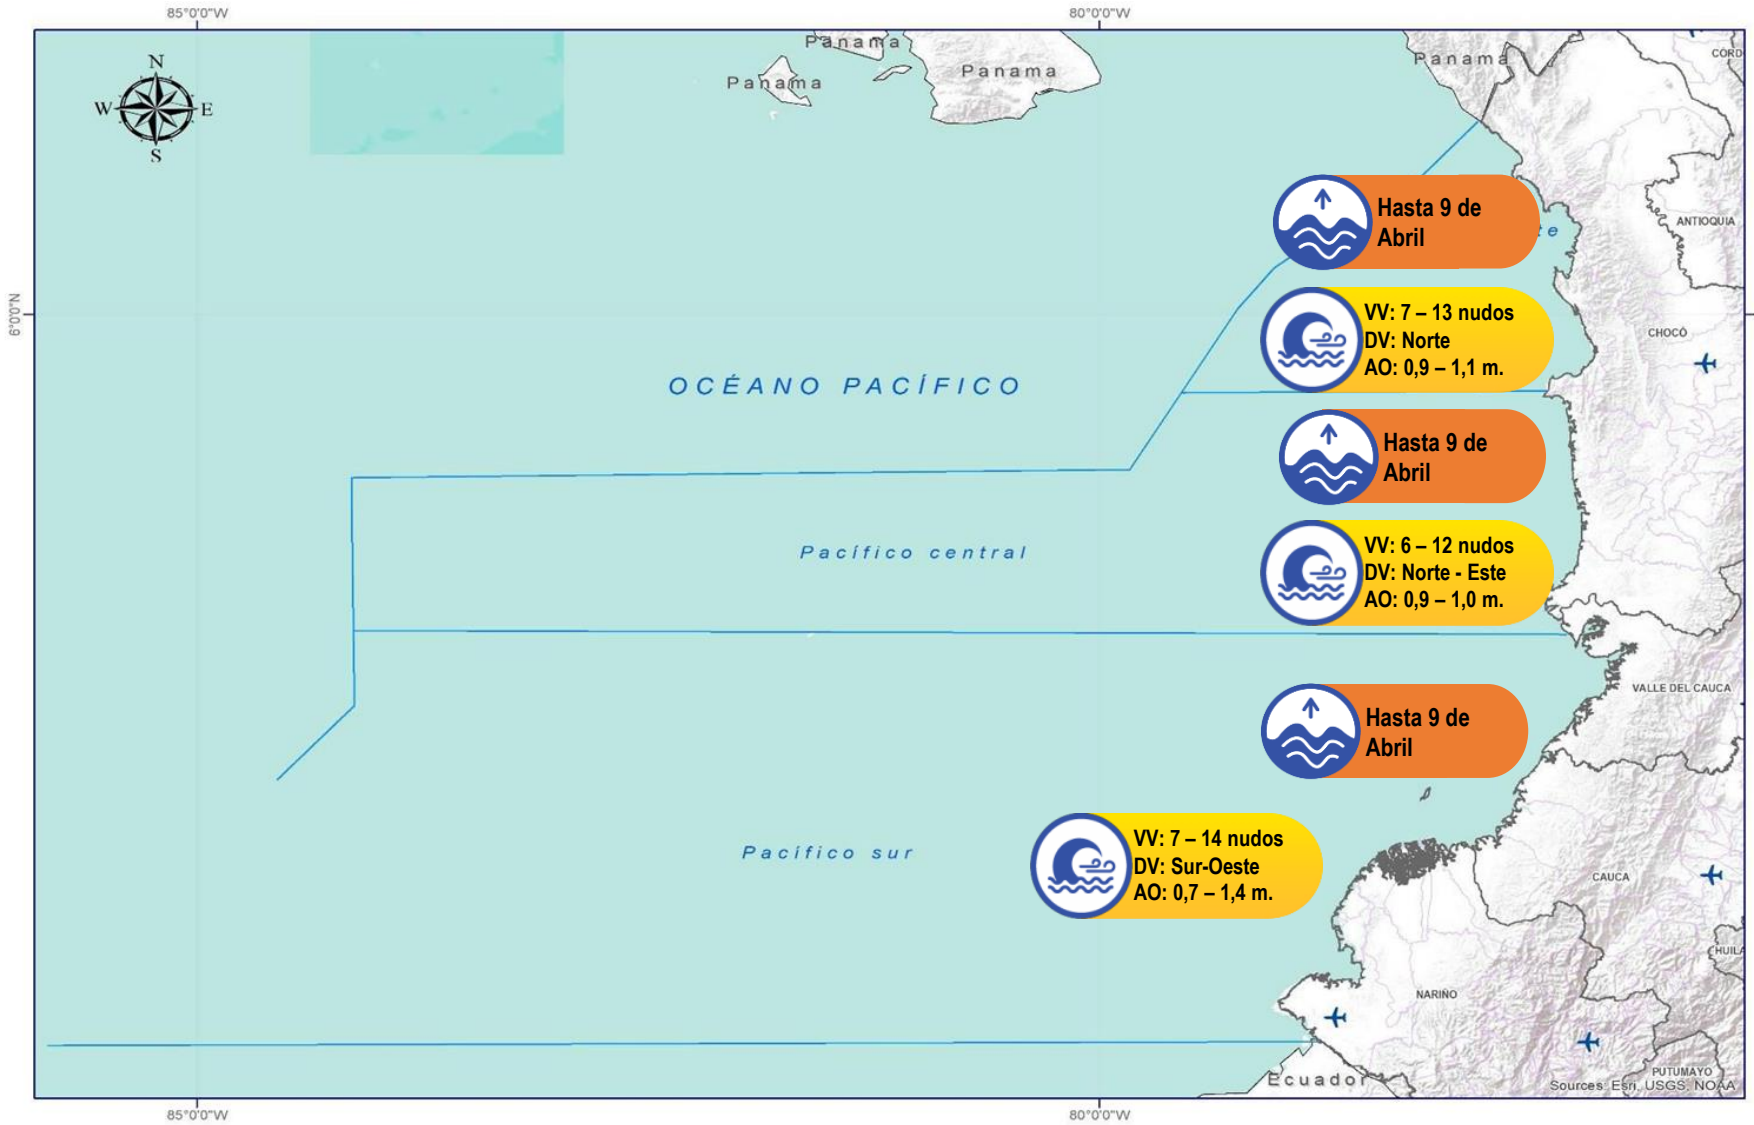 85°0'0"W
80°0'0"W
N
W
E
S
Panama
Panama
Panama
Panama
CORD
ANTIOQUIA
Hasta 9 de
Abril
te
6°0'0"N
VV: 7 – 13 nudos
DV: Norte
AO: 0,9 – 1,1 m.
CHOCÓ
OCÉANO PACÍFICO
Hasta 9 de
Abril
Pacífico central
VV: 6 – 12 nudos
DV: Norte - Este
AO: 0,9 – 1,0 m.
VALLE DEL CAUCA
Hasta 9 de
Abril
Pacífico sur
VV: 7 – 14 nudos
DV: Sur-Oeste
AO: 0,7 – 1,4 m.
CAUCA
HUILA
NARIÑO
PUTUMAYO
Ecuador
Sources: Esri, USGS, NOAA
85°0'0"W
80°0'0"W